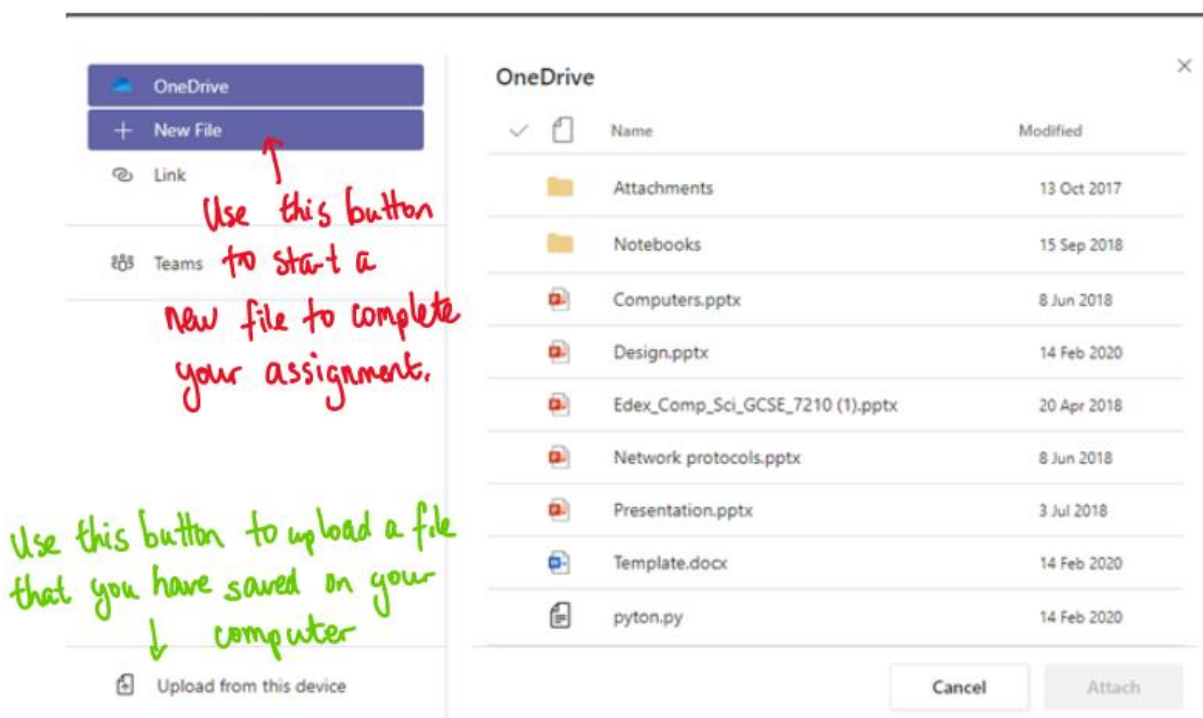 OneDrive
New File
Link
Use this button
Teams to start a
new file to complete
your assignment.
Use this button to upload a file
that you have saved on your
computer
Upload from this device
OneDrive
Name Modified
Attachments 13 Oct 2017
Notebooks 15 Sep 2018
Computers.pptx 8 Jun 2018
Design.pptx 14 Feb 2020
Edex_Comp_Sci_GCSE_7210 (1).pptx 20 Apr 2018
Network protocols.pptx 8 Jun 2018
Presentation.pptx 3 Jul 2018
Template.docx 14 Feb 2020
pyton.py 14 Feb 2020
Cancel Attach